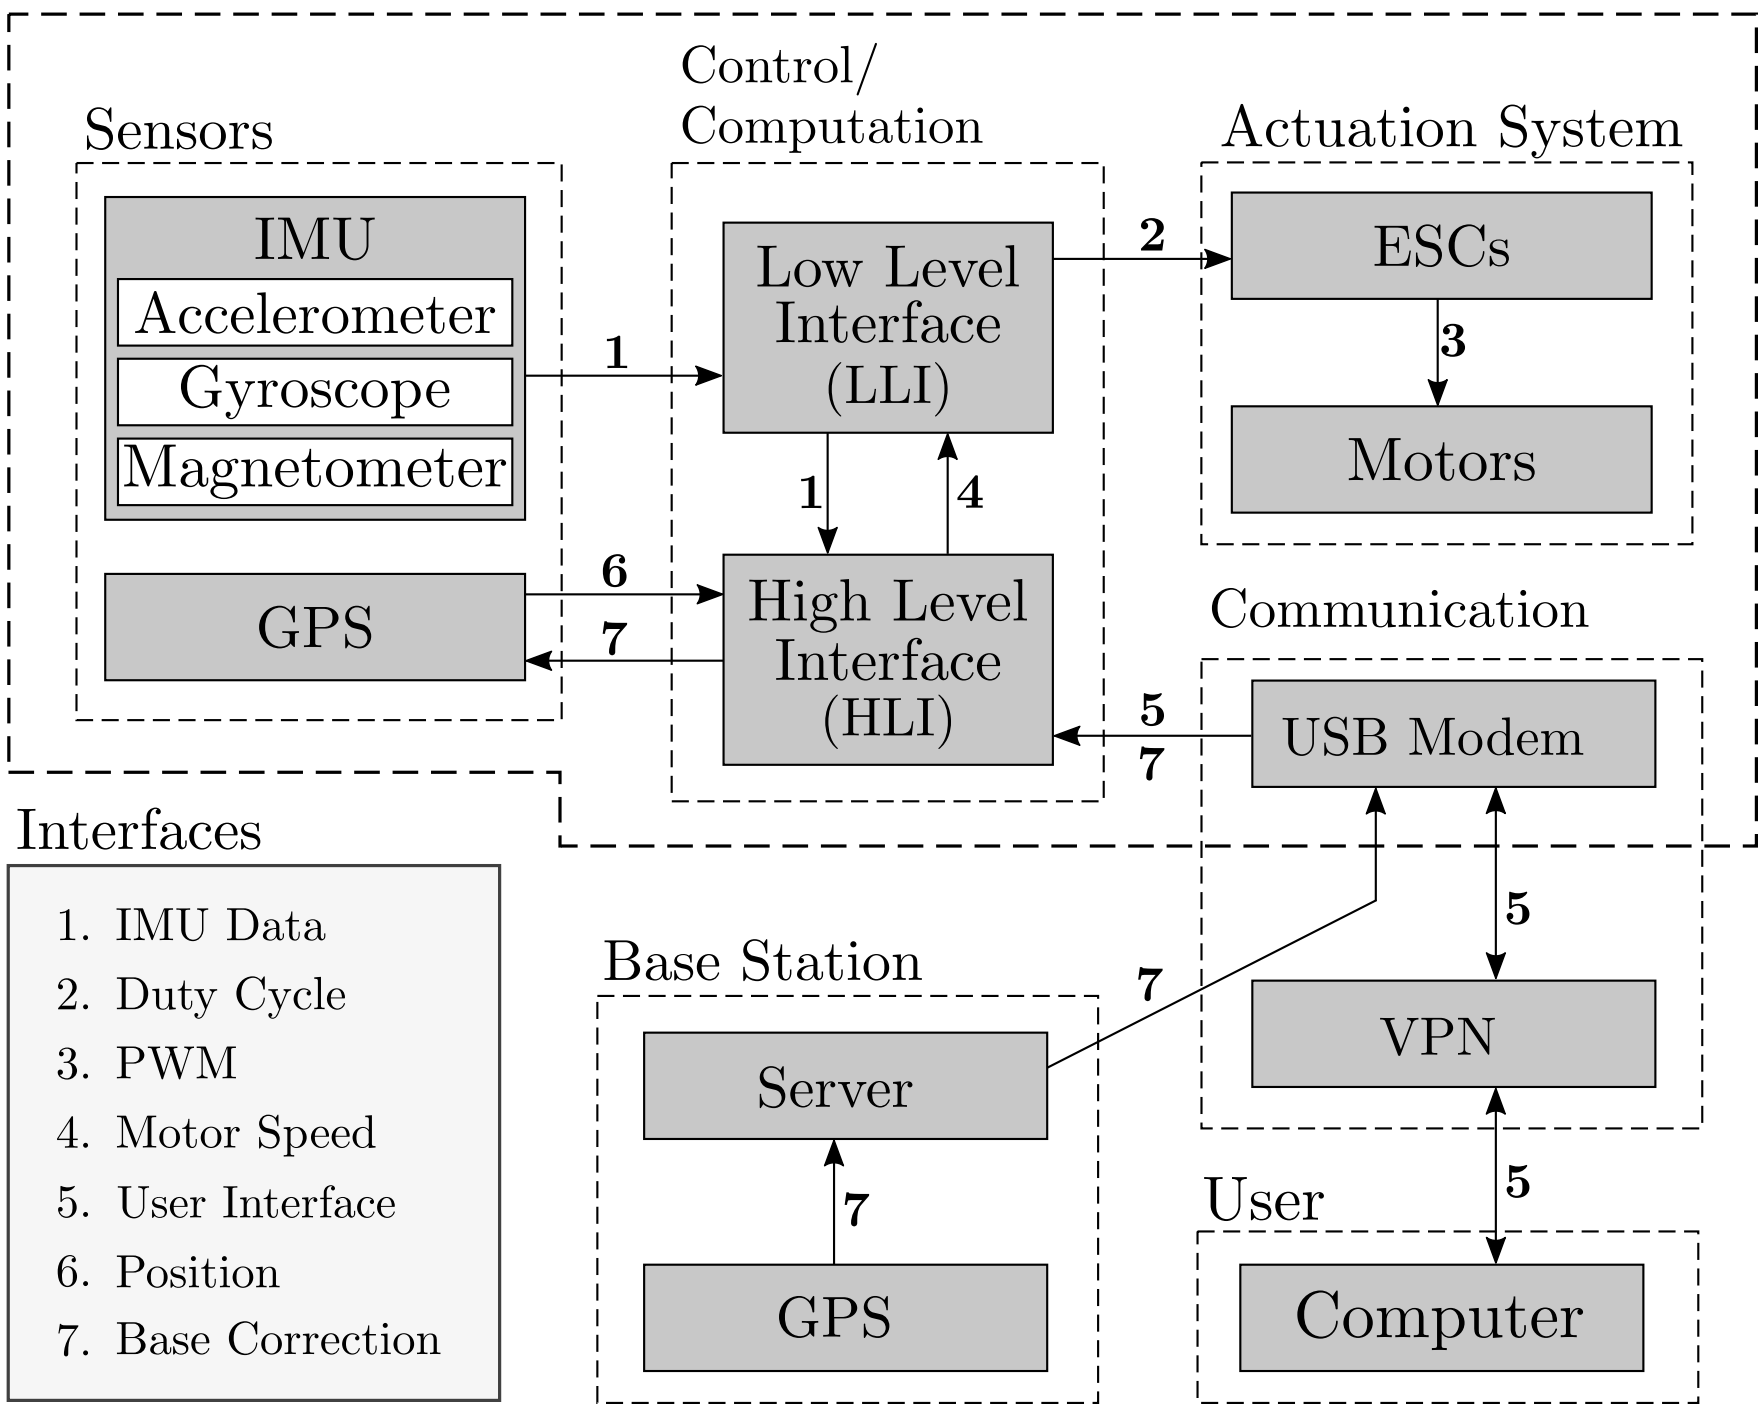 Control/
Computation
Sensors
Actuation System
IMU
Accelerometer
Gyroscope
Magnetometer
GPS
1
6
7
Low Level
Interface
(LLI)
1
4
High Level
Interface
(HLI)
2
ESCs
3
Motors
Communication
5
7
USB Modem
5
VPN
5
User
Computer
Base Station
7
Server
7
GPS
Interfaces
1. IMU Data
2. Duty Cycle
3. PWM
4. Motor Speed
5. User Interface
6. Position
7. Base Correction